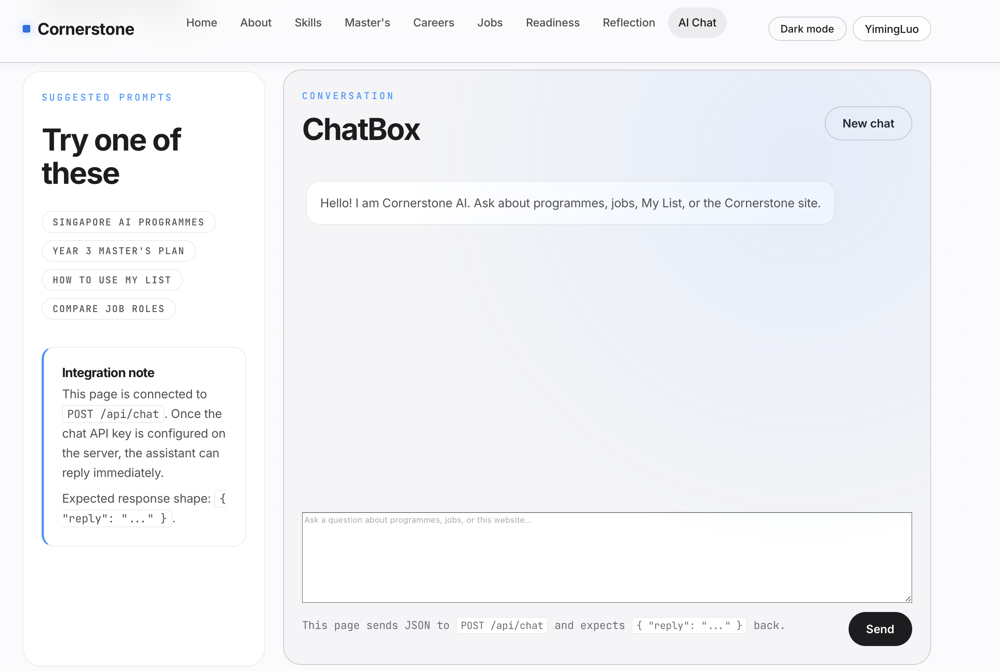 Cornerstone
Home About Skills Master's Careers Jobs Readiness Reflection AI Chat
Dark mode YimingLuo
SUGGESTED PROMPTS
Try one of
these
SINGAPORE AI PROGRAMMES
YEAR 3 MASTER'S PLAN
HOW TO USE MY LIST
COMPARE JOB ROLES
Integration note
This page is connected to
POST /api/chat. Once the
chat API key is configured on
the server, the assistant can
reply immediately.
Expected response shape: {
"reply": "..." }.
CONVERSATION
ChatBox
New chat
Hello! I am Cornerstone AI. Ask about programmes, jobs, My List, or the Cornerstone site.
Ask a question about programmes, jobs, or this website...
This page sends JSON to POST /api/chat and expects { "reply": "..." } back.
Send